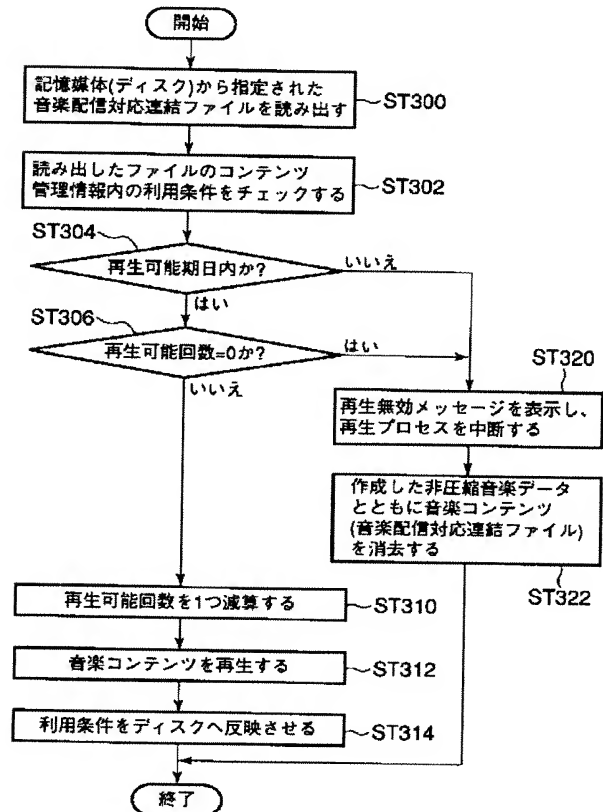 開始
記憶媒体(ディスク)から指定された
音楽配信対応連結ファイルを読み出す
ST300
読み出したファイルのコンテンツ
管理情報内の利用条件をチェックする
ST302
ST304
再生可能期日内か?
いいえ
はい
ST306
再生可能回数=0か?
はい
いいえ
ST320
再生無効メッセージを表示し、
再生プロセスを中断する
作成した非圧縮音楽データ
とともに音楽コンテンツ
(音楽配信対応連結ファイル)
を消去する
ST322
再生可能回数を1つ減算する
ST310
音楽コンテンツを再生する
ST312
利用条件をディスクへ反映させる
ST314
終了